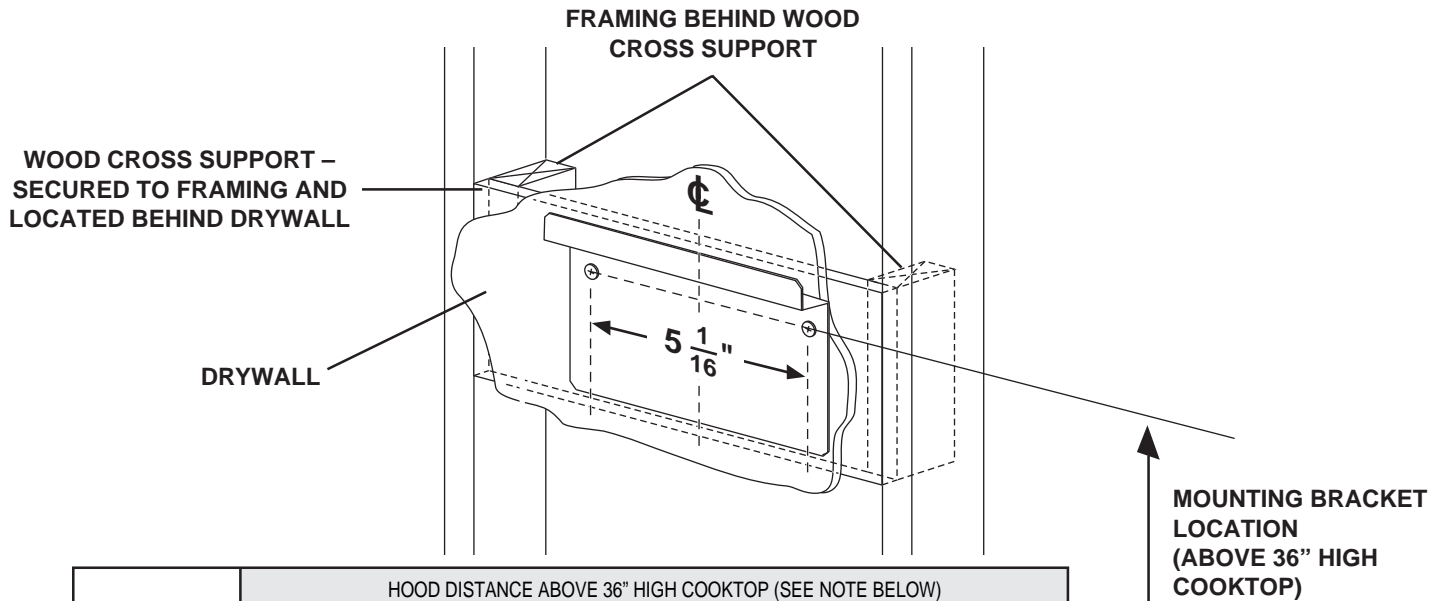 FRAMING BEHIND WOOD
CROSS SUPPORT
WOOD CROSS SUPPORT –
SECURED TO FRAMING AND
LOCATED BEHIND DRYWALL
℄
5 1/16"
DRYWALL
MOUNTING BRACKET
LOCATION
(ABOVE 36” HIGH
COOKTOP)
HOOD DISTANCE ABOVE 36” HIGH COOKTOP (SEE NOTE BELOW)